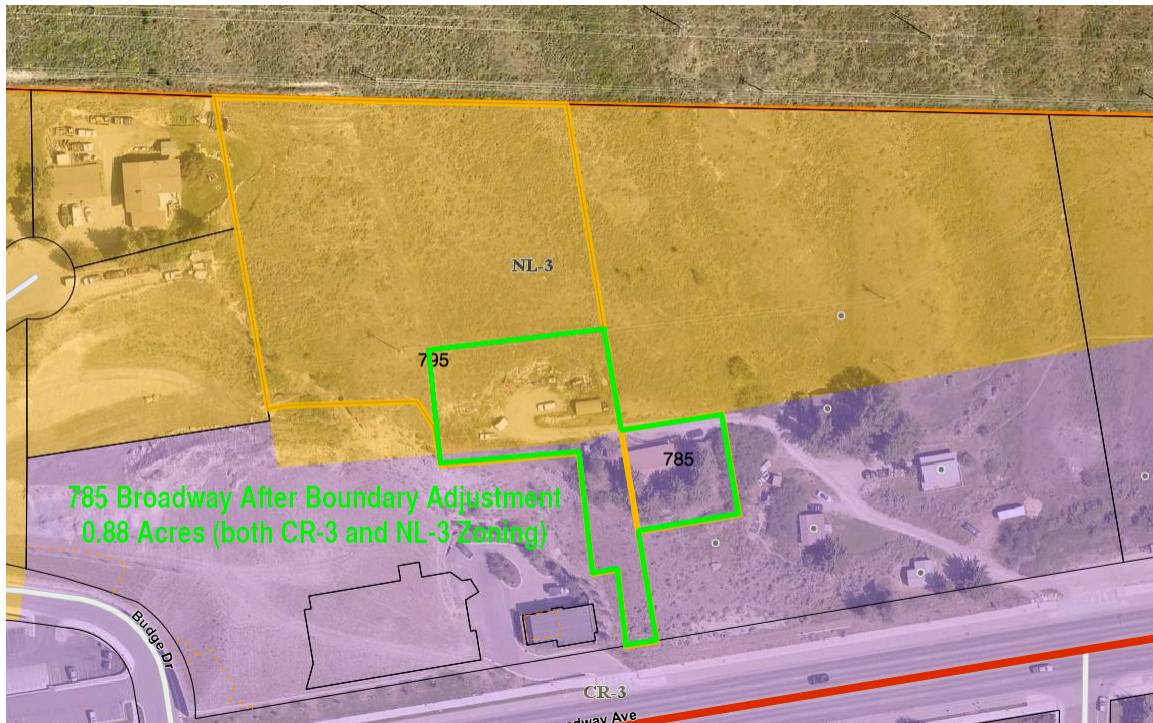 NL-3
795
785
785 Broadway After Boundary Adjustment
0.88 Acres (both CR-3 and NL-3 Zoning)
Budge Dr
CR-3
Ave